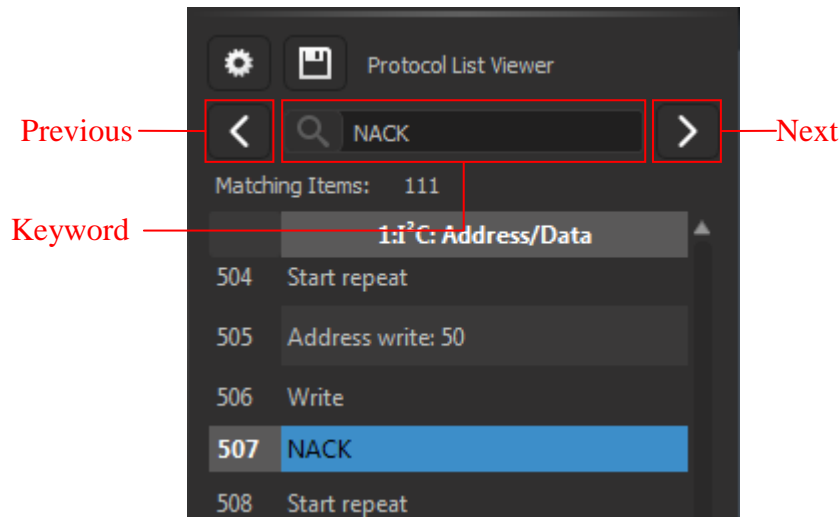 Protocol List Viewer
Previous
NACK
Next
Matching Items: 111
Keyword
1:I²C: Address/Data
504 Start repeat
505 Address write: 50
506 Write
507 NACK
508 Start repeat